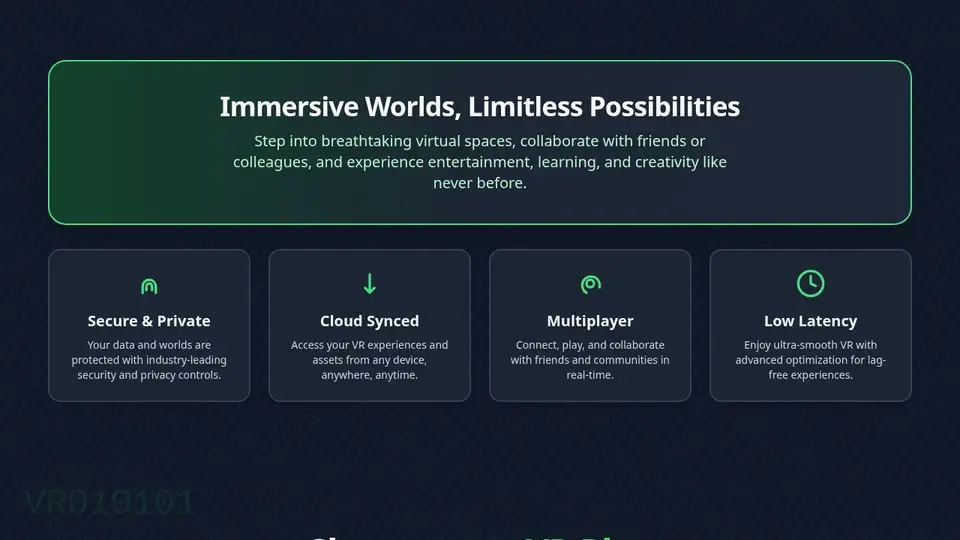 Immersive Worlds, Limitless Possibilities
Step into breathtaking virtual spaces, collaborate with friends or
colleagues, and experience entertainment, learning, and creativity like
never before.
Secure & Private
Your data and worlds are
protected with industry-leading
security and privacy controls.
Cloud Synced
Access your VR experiences and
assets from any device,
anywhere, anytime.
Multiplayer
Connect, play, and collaborate
with friends and communities in
real-time.
Low Latency
Enjoy ultra-smooth VR with
advanced optimization for lag-
free experiences.
VR010101